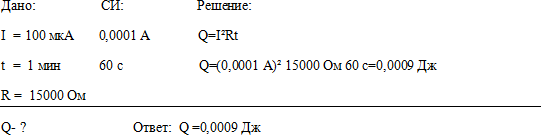 Дано: СИ: Решение:
I = 100 мкА 0,0001 А Q=I²Rt
t = 1 мин 60 с Q=(0,0001 А)² 15000 Ом 60 с=0,0009 Дж
R = 15000 Ом
Q- ? Ответ: Q =0,0009 Дж